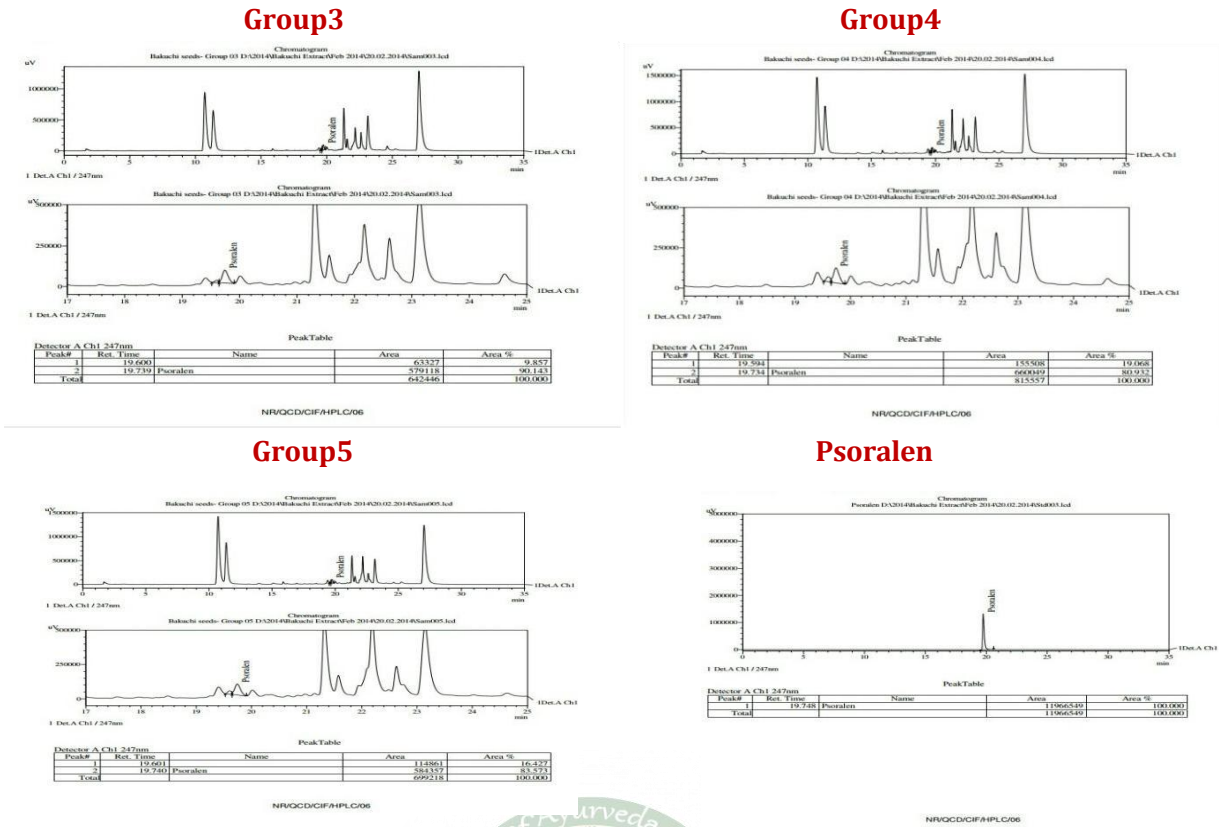 Group3
Chromatogram
Bakuchi seeds- Group 03 D:\2014\Bakuchi Extract\Feb 2014\20.02.2014\Sam003.lcd
uV
1000000
500000
0
Psoralen
0 5 10 15 20 25 30 35
min
1Det.A Ch1
1 Det.A Ch1 / 247nm
Chromatogram
Bakuchi seeds- Group 03 D:\2014\Bakuchi Extract\Feb 2014\20.02.2014\Sam003.lcd
uV
500000
250000
0
Psoralen
17 18 19 20 21 22 23 24 25
min
1Det.A Ch1
1 Det.A Ch1 / 247nm
PeakTable
Detector A Ch1 247nm
Peak# Ret. Time Name Area Area %
1 19.600 63327 9.857
2 19.739 Psoralen 579118 90.143
Total 642446 100.000
NR/QCD/CIF/HPLC/06
Group4
Chromatogram
Bakuchi seeds- Group 04 D:\2014\Bakuchi Extract\Feb 2014\20.02.2014\Sam004.lcd
uV
1500000
1000000
500000
0
Psoralen
0 5 10 15 20 25 30 35
min
1Det.A Ch1
1 Det.A Ch1 / 247nm
Chromatogram
Bakuchi seeds- Group 04 D:\2014\Bakuchi Extract\Feb 2014\20.02.2014\Sam004.lcd
uV
500000
250000
0
Psoralen
17 18 19 20 21 22 23 24 25
min
1Det.A Ch1
1 Det.A Ch1 / 247nm
PeakTable
Detector A Ch1 247nm
Peak# Ret. Time Name Area Area %
1 19.594 155508 19.068
2 19.734 Psoralen 660049 80.932
Total 815557 100.000
NR/QCD/CIF/HPLC/06
Group5
Chromatogram
Bakuchi seeds- Group 05 D:\2014\Bakuchi Extract\Feb 2014\20.02.2014\Sam005.lcd
uV
1500000
1000000
500000
0
Psoralen
0 5 10 15 20 25 30 35
min
1Det.A Ch1
1 Det.A Ch1 / 247nm
Chromatogram
Bakuchi seeds- Group 05 D:\2014\Bakuchi Extract\Feb 2014\20.02.2014\Sam005.lcd
uV
500000
250000
0
Psoralen
17 18 19 20 21 22 23 24 25
min
1Det.A Ch1
1 Det.A Ch1 / 247nm
PeakTable
Detector A Ch1 247nm
Peak# Ret. Time Name Area Area %
1 19.601 114861 16.427
2 19.740 Psoralen 584357 83.573
Total 699218 100.000
NR/QCD/CIF/HPLC/06
of Ayurveda
Psoralen
Chromatogram
Psoralen D:\2014\Bakuchi Extract\Feb 2014\20.02.2014\Std003.lcd
uV
5000000
4000000
3000000
2000000
1000000
0
Psoralen
0 5 10 15 20 25 30 35
min
1Det.A Ch1
1 Det.A Ch1 / 247nm
PeakTable
Detector A Ch1 247nm
Peak# Ret. Time Name Area Area %
1 19.748 Psoralen 11966549 100.000
Total 11966549 100.000
NR/QCD/CIF/HPLC/06